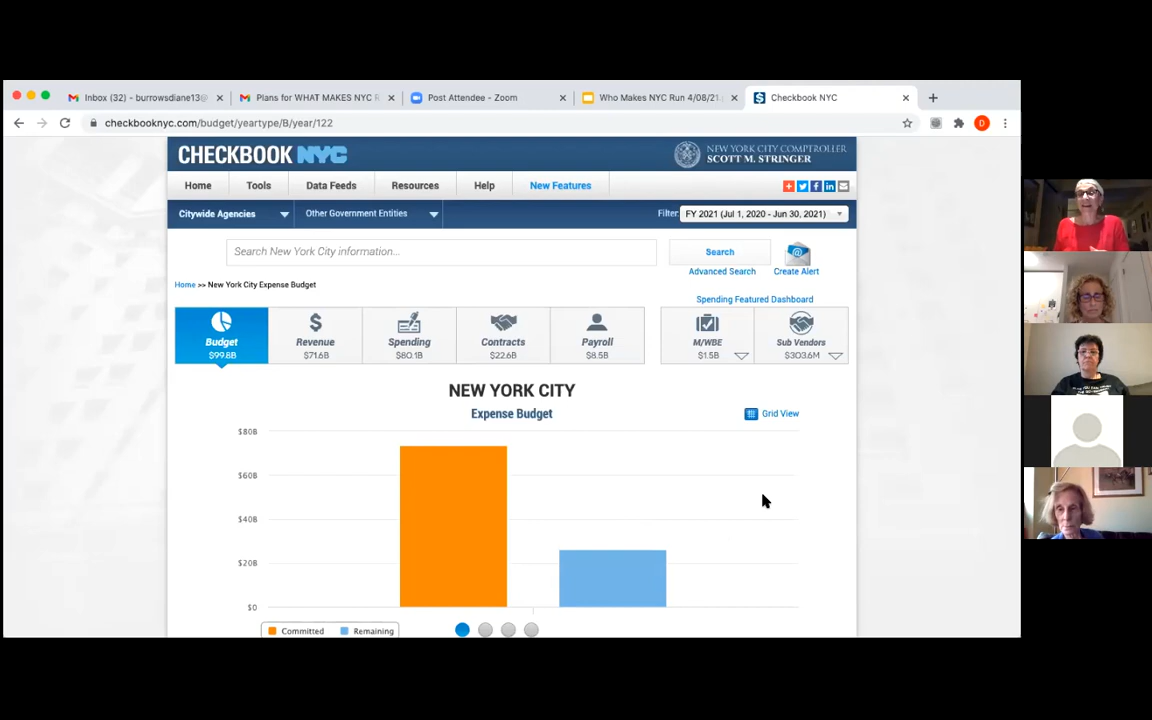 Inbox (32) - burrowsdiane13@
Plans for WHAT MAKES NYC R
Post Attendee - Zoom
Who Makes NYC Run 4/08/21
Checkbook NYC
checkbooknyc.com/budget/yeartype/B/year/122
CHECKBOOK NYC
NEW YORK CITY COMPTROLLER
SCOTT M. STRINGER
Home Tools Data Feeds Resources Help New Features
Citywide Agencies Other Government Entities Filter: FY 2021 (Jul 1, 2020 - Jun 30, 2021)
Search New York City information...
Search
Advanced Search
Create Alert
Home >> New York City Expense Budget
Spending Featured Dashboard
Budget
$99.8B
Revenue
$71.6B
Spending
$80.1B
Contracts
$22.6B
Payroll
$8.5B
M/WBE
$1.5B
Sub Vendors
$303.6M
NEW YORK CITY
Expense Budget
Grid View
$80B
$60B
$40B
$20B
$0
Committed Remaining